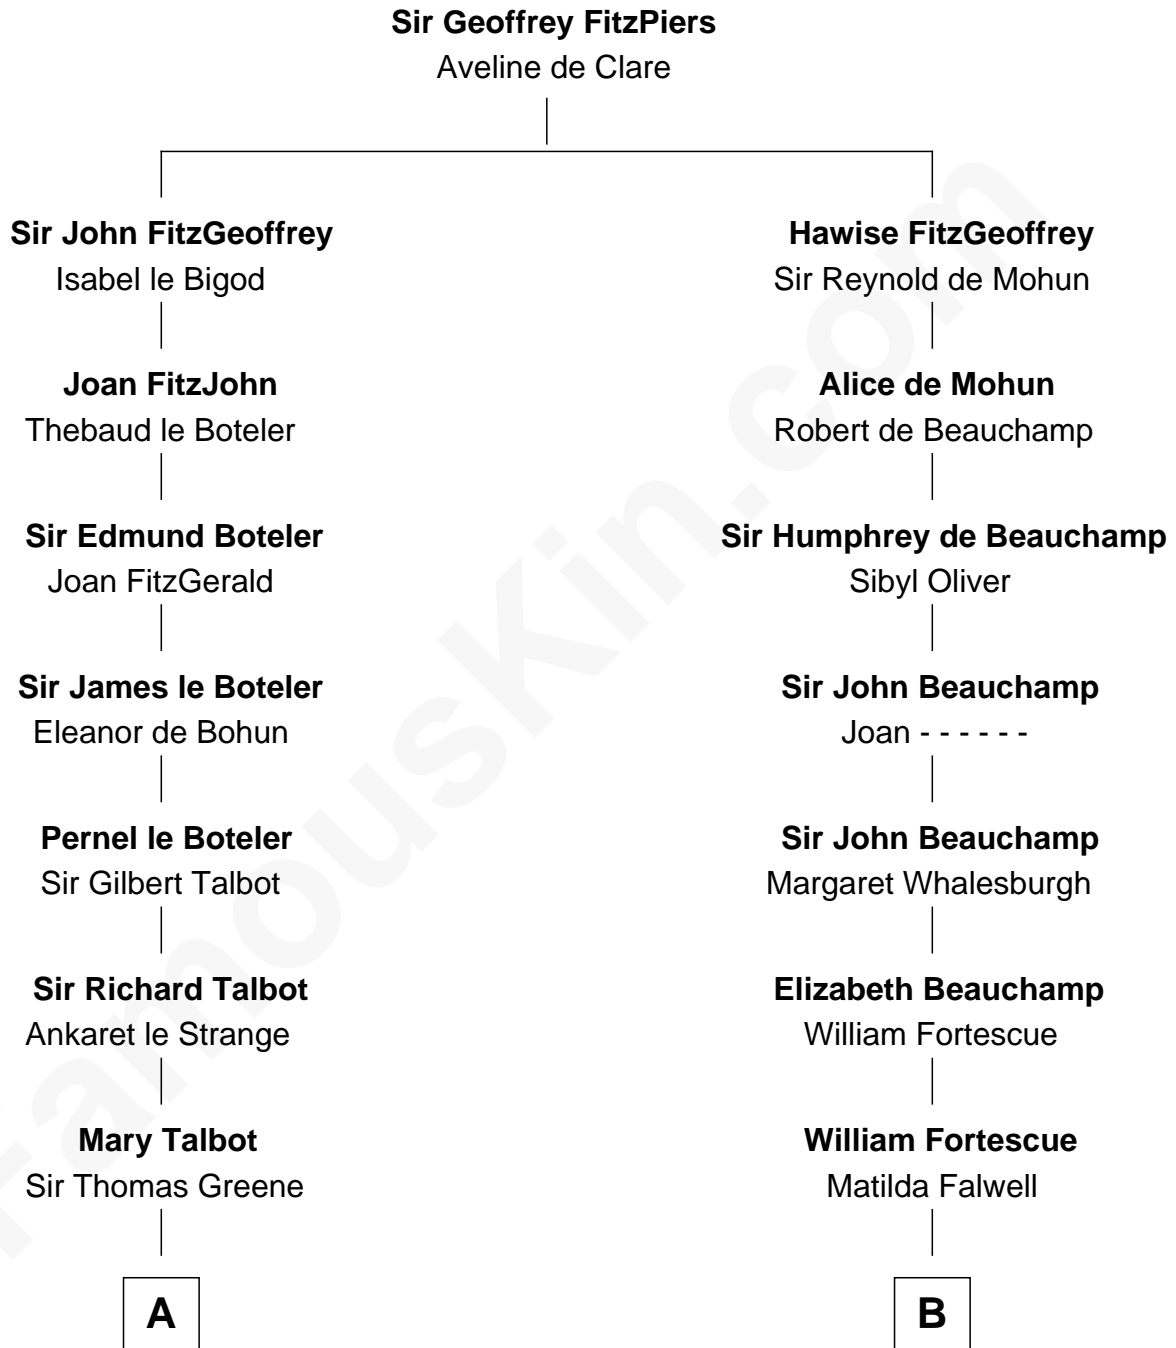 Sir Geoffrey FitzPiers
Aveline de Clare
Sir John FitzGeoffrey
Isabel le Bigod
Hawise FitzGeoffrey
Sir Reynold de Mohun
Joan FitzJohn
Thebaud le Boteler
Alice de Mohun
Robert de Beauchamp
Sir Edmund Boteler
Joan FitzGerald
Sir Humphrey de Beauchamp
Sibyl Oliver
Sir James le Boteler
Eleanor de Bohun
Sir John Beauchamp
Joan - - - - - -
Pernel le Boteler
Sir Gilbert Talbot
Sir John Beauchamp
Margaret Whalesburgh
Sir Richard Talbot
Ankaret le Strange
Elizabeth Beauchamp
William Fortescue
Mary Talbot
Sir Thomas Greene
William Fortescue
Matilda Falwell
A
B
FamousKin.com